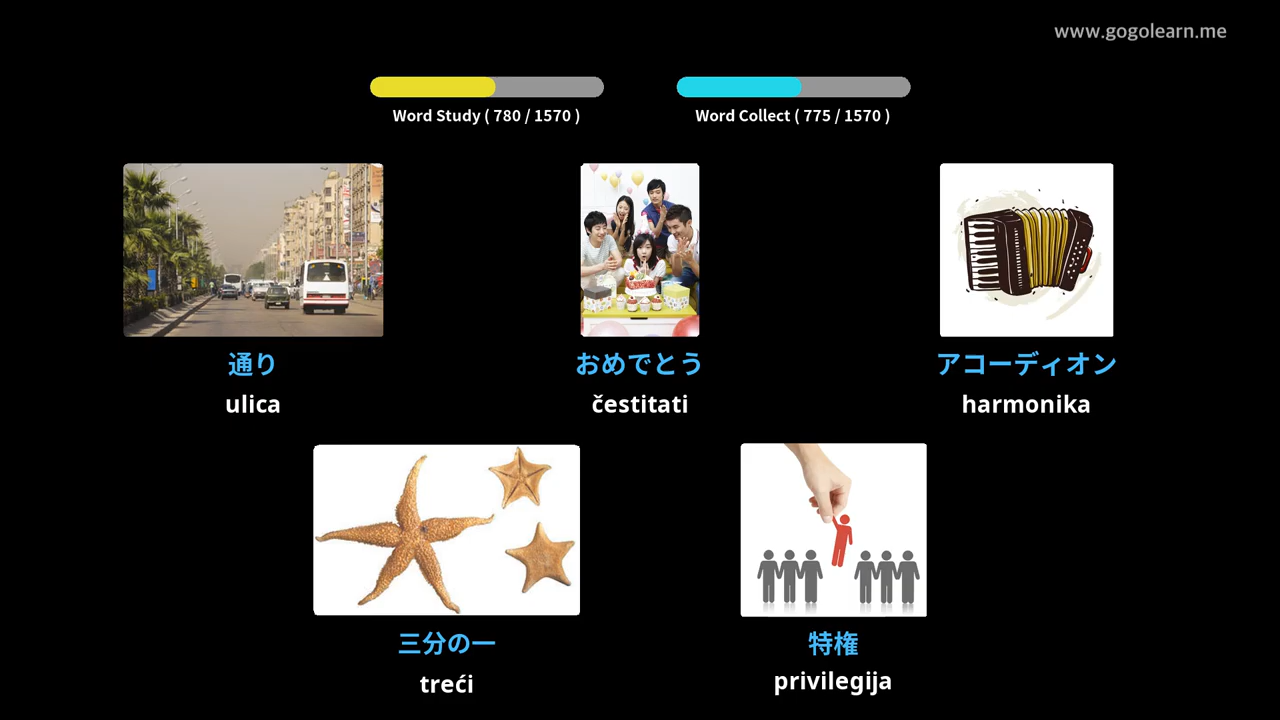 www.gogolearn.me
Word Study ( 780 / 1570 )
Word Collect ( 775 / 1570 )
通り
ulica
おめでとう
čestitati
アコーディオン
harmonika
三分の一
treći
特権
privilegija